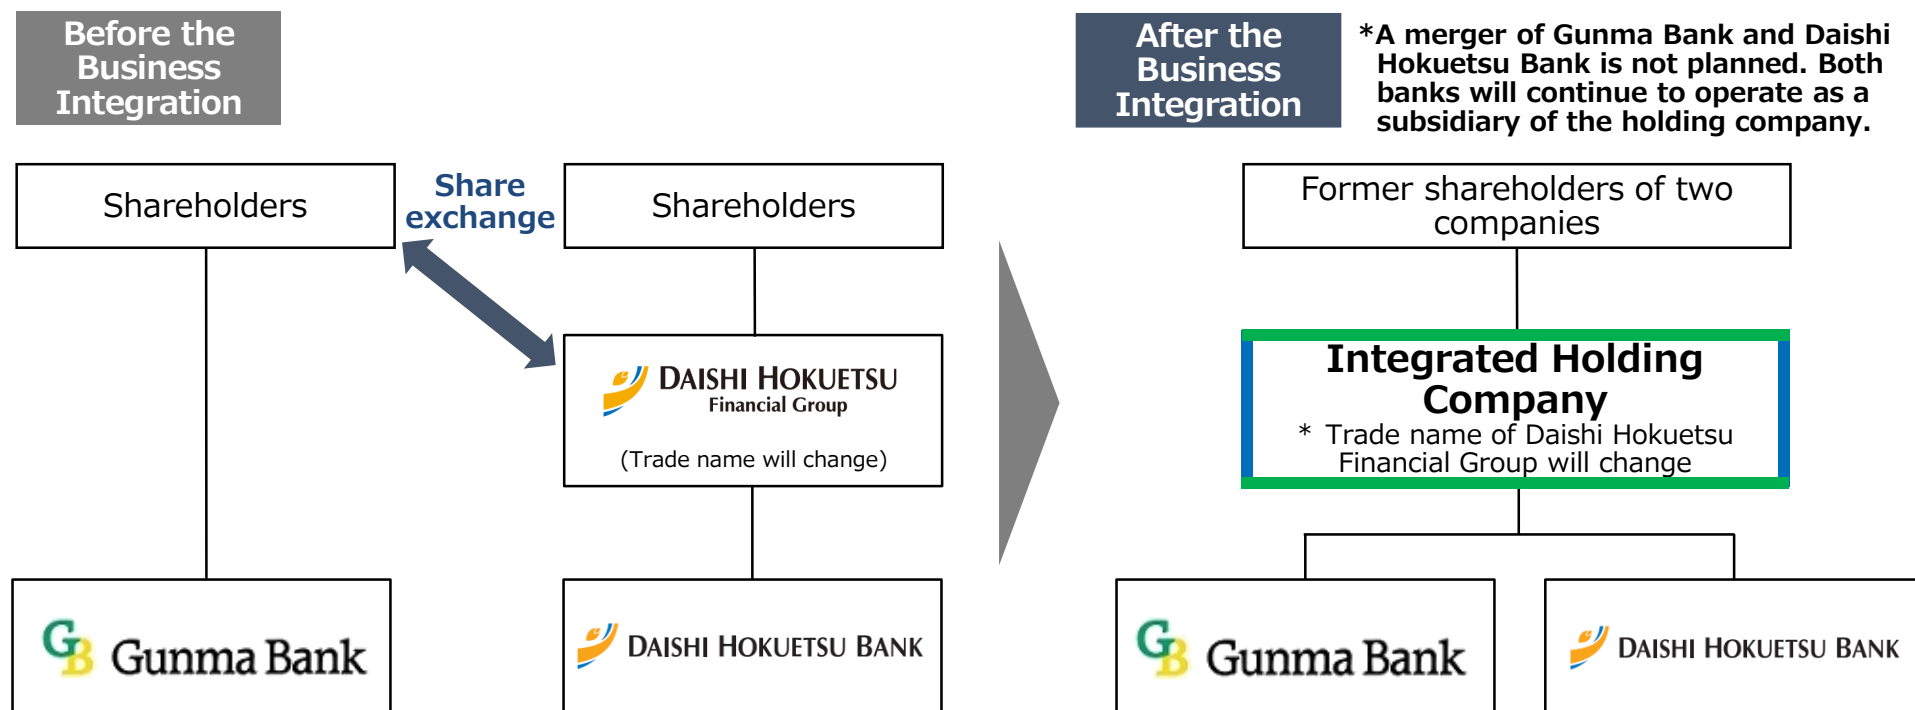 Before the
Business
Integration
After the
Business
Integration
*A merger of Gunma Bank and Daishi
Hokuetsu Bank is not planned. Both
banks will continue to operate as a
subsidiary of the holding company.
Shareholders
Share
exchange
Shareholders
Former shareholders of two
companies
DAISHI HOKUETSU
Financial Group
(Trade name will change)
Integrated Holding
Company
* Trade name of Daishi Hokuetsu
Financial Group will change
GB Gunma Bank
DAISHI HOKUETSU BANK
GB Gunma Bank
DAISHI HOKUETSU BANK